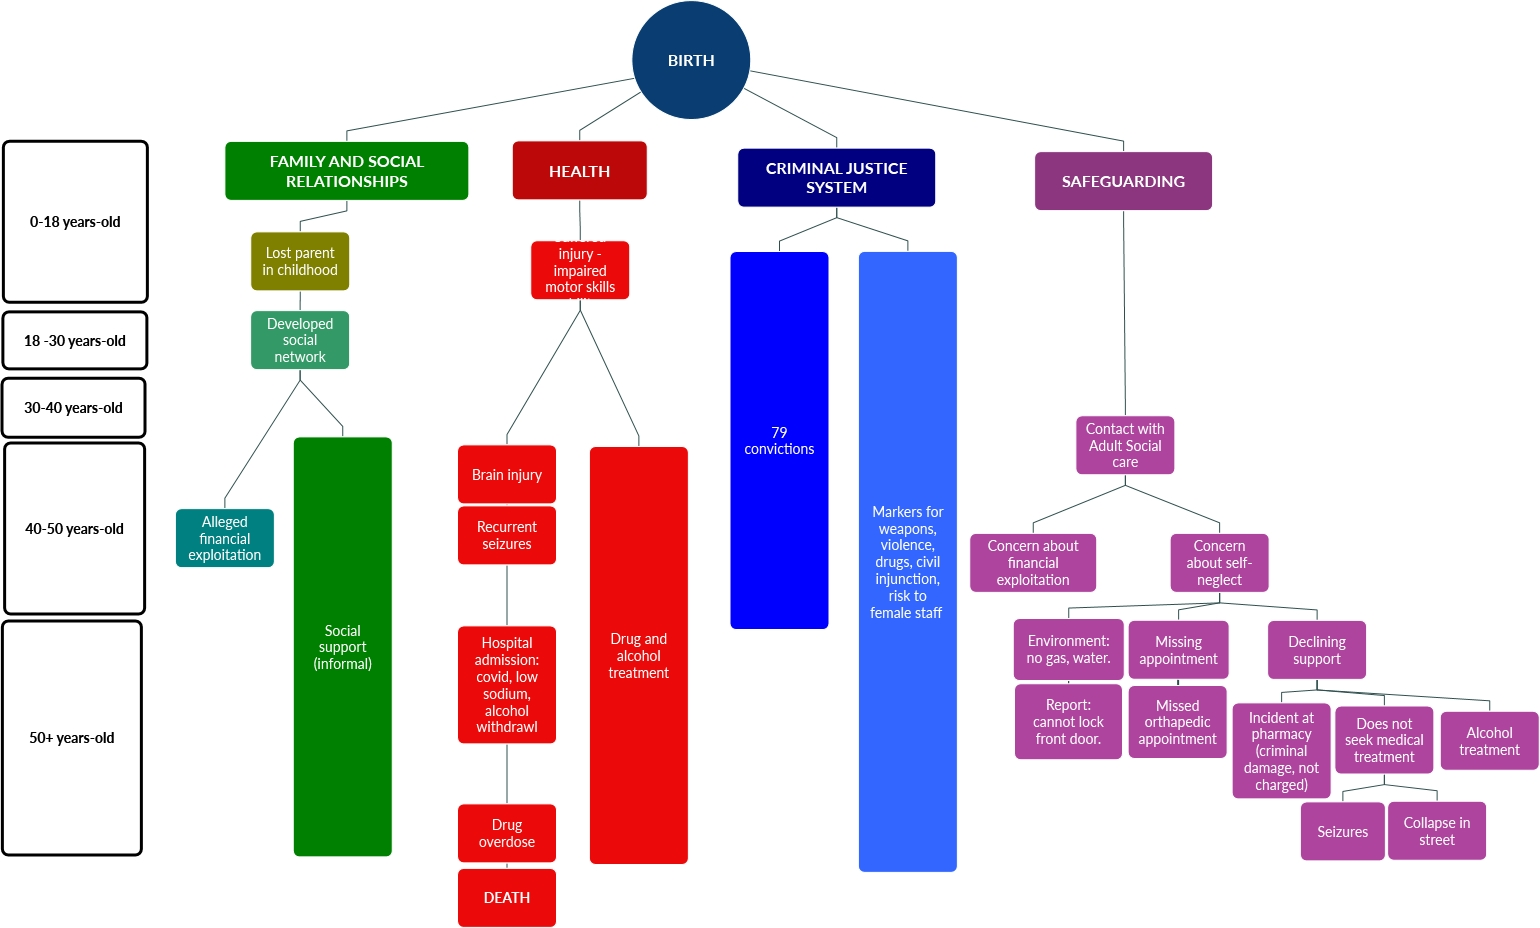 BIRTH
FAMILY AND SOCIAL
RELATIONSHIPS
HEALTH
CRIMINAL JUSTICE
SYSTEM
SAFEGUARDING
0-18 years-old
Lost parent
in childhood
injury -
impaired
motor skills
18 -30 years-old
Developed
social
network
30-40 years-old
79
convictions
Contact with
Adult Social
care
40-50 years-old
Alleged
financial
exploitation
Brain injury
Recurrent
seizures
Markers for
weapons,
violence,
drugs, civil
injunction,
risk to
female staff
Concern about
financial
exploitation
Concern
about self-
neglect
50+ years-old
Social
support
(informal)
Hospital
admission:
covid, low
sodium,
alcohol
withdrawl
Drug and
alcohol
treatment
Environment:
no gas, water.
Missing
appointment
Declining
support
Report:
cannot lock
front door.
Missed
orthapedic
appointment
Incident at
pharmacy
(criminal
damage, not
charged)
Does not
seek medical
treatment
Alcohol
treatment
Drug
overdose
Seizures
Collapse in
street
DEATH